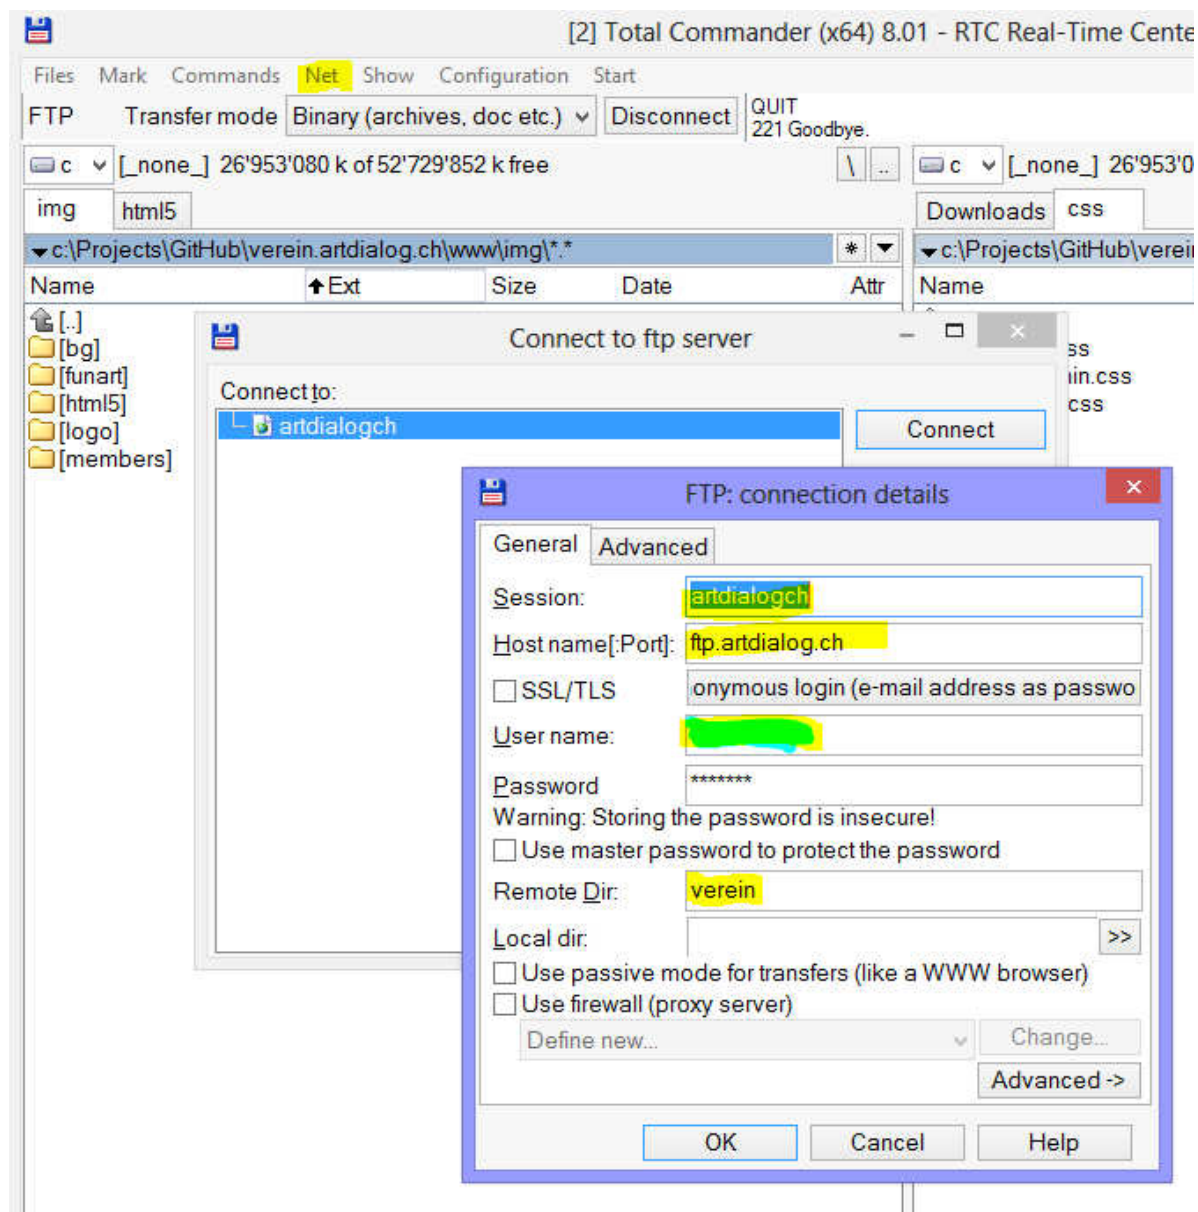 [2] Total Commander (x64) 8.01 - RTC Real-Time Cente
Files Mark Commands Net Show Configuration Start
FTP Transfer mode Binary (archives, doc etc.) Disconnect QUIT
221 Goodbye.
c [_none_] 26'953'080 k of 52'729'852 k free \ .. c [_none_] 26'953'0
img html5 Downloads css
c:\Projects\GitHub\verein.artdialog.ch\www\img\*.* * c:\Projects\GitHub\verei
Name Ext Size Date Attr Name
[..]
[bg]
[funart]
[html5]
[logo]
[members]
ss
in.css
css
Connect to ftp server
Connect to:
artdialogch
Connect
FTP: connection details
General Advanced
Session: artdialogch
Host name[:Port]: ftp.artdialog.ch
SSL/TLS onymous login (e-mail address as passwo
User name:
Password *******
Warning: Storing the password is insecure!
Use master password to protect the password
Remote Dir: verein
Local dir: >>
Use passive mode for transfers (like a WWW browser)
Use firewall (proxy server)
Define new... Change...
Advanced ->
OK Cancel Help